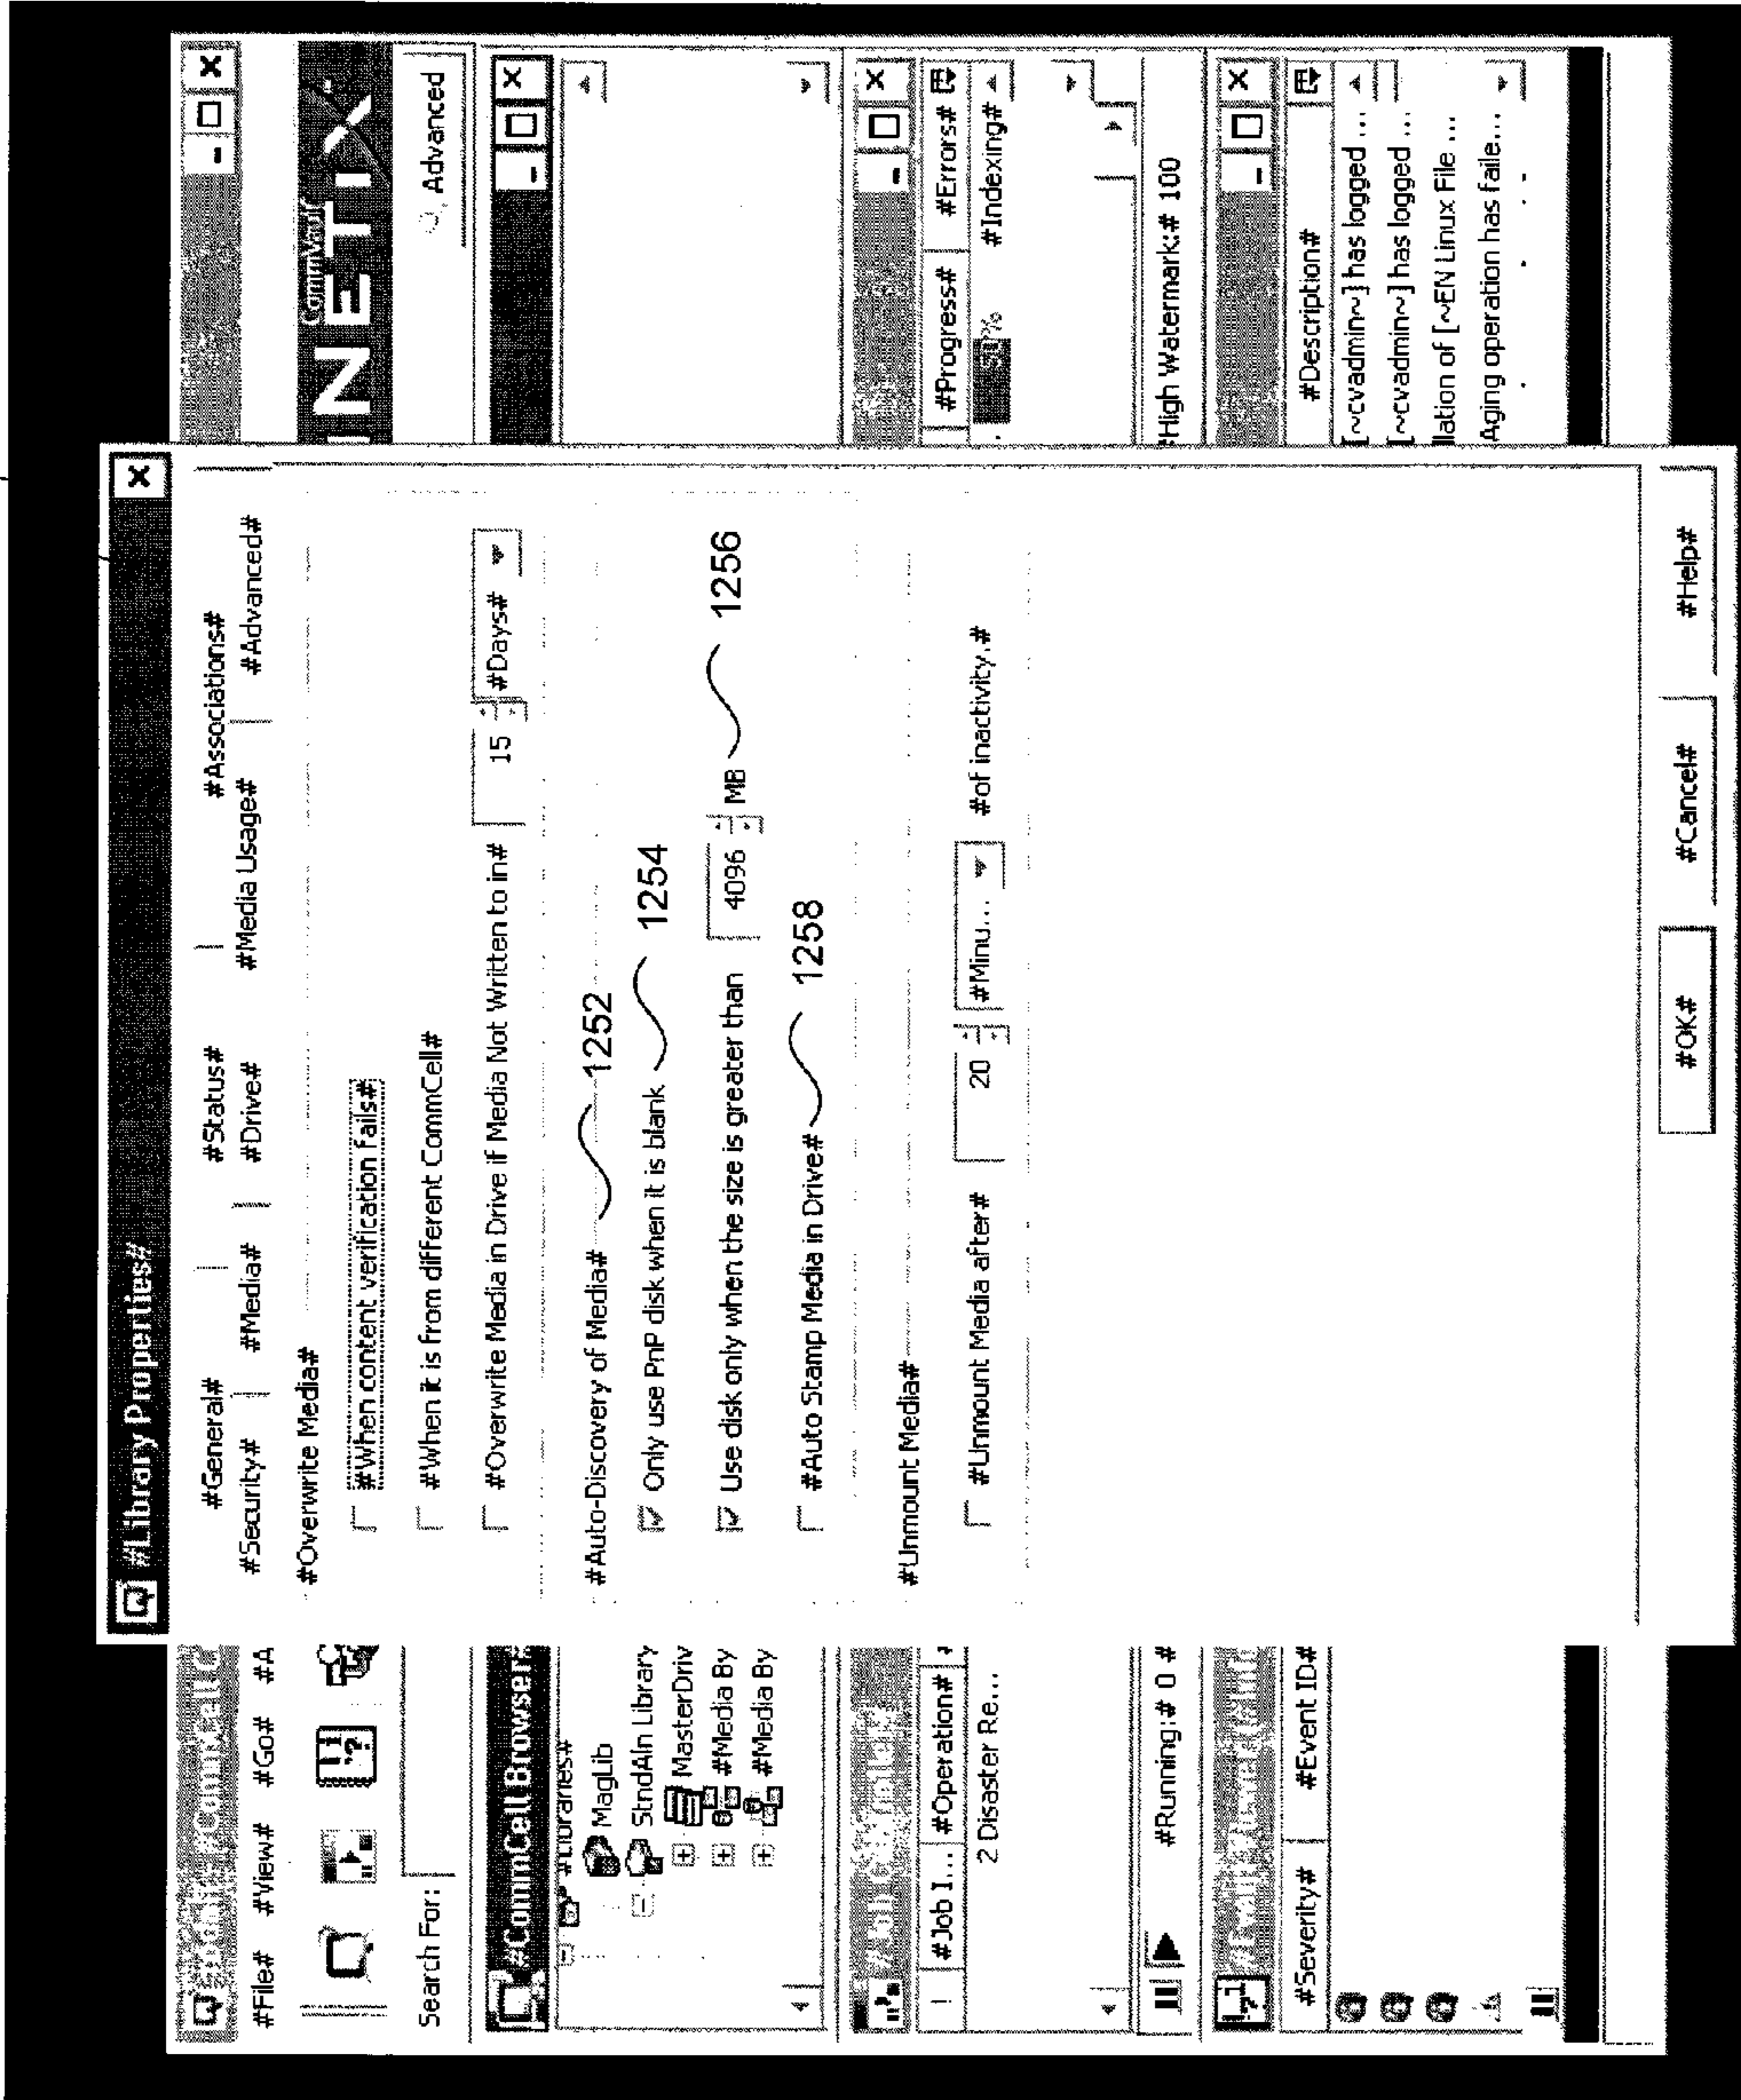 #Library Properties#
#File# #View# #Go# #A
CommVault
NETIX
Search For:
Advanced
#General# #Status# #Associations#
#Security# #Media# #Drive# #Media Usage# #Advanced#
#Overwrite Media#
#When content verification fails#
#When it is from different CommCell#
#Overwrite Media in Drive if Media Not Written to in# 15 #Days#
#Auto-Discovery of Media# 1252
Only use PnP disk when it is blank 1254
Use disk only when the size is greater than 4096 MB 1256
#Auto Stamp Media in Drive# 1258
#Unmount Media#
#Unmount Media after# 20 #Minu... #of inactivity.#
#OK# #Cancel# #Help#
#CommCell Browser
#Libraries#
MagLib
StndAln Library
MasterDriv
#Media By
#Media By
! #Job I... #Operation# #Progress# #Errors#
2 Disaster Re... 50% #Indexing#
#Running:# 0 # #High Watermark:# 100
#Severity# #Event ID# #Description#
[~cvadmin~] has logged ...
[~cvadmin~] has logged ...
llation of [~EN Linux File ...
Aging operation has faile...